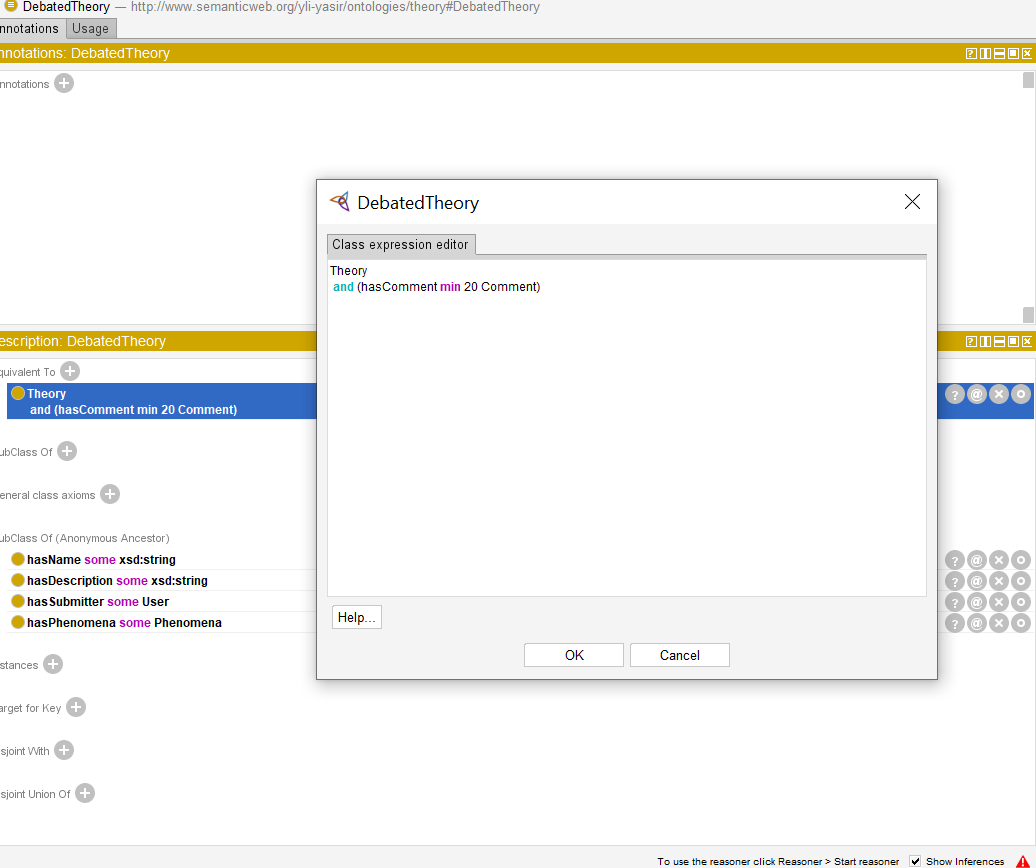 DebatedTheory — http://www.semanticweb.org/yli-yasir/ontologies/theory#DebatedTheory
nnotations Usage
nnotations: DebatedTheory
nnotations
DebatedTheory
Class expression editor
Theory
and (hasComment min 20 Comment)
Help...
OK Cancel
escription: DebatedTheory
quivalent To
Theory
and (hasComment min 20 Comment)
ubClass Of
eneral class axioms
ubClass Of (Anonymous Ancestor)
hasName some xsd:string
hasDescription some xsd:string
hasSubmitter some User
hasPhenomena some Phenomena
stances
arget for Key
sjoint With
sjoint Union Of
To use the reasoner click Reasoner > Start reasoner Show Inferences